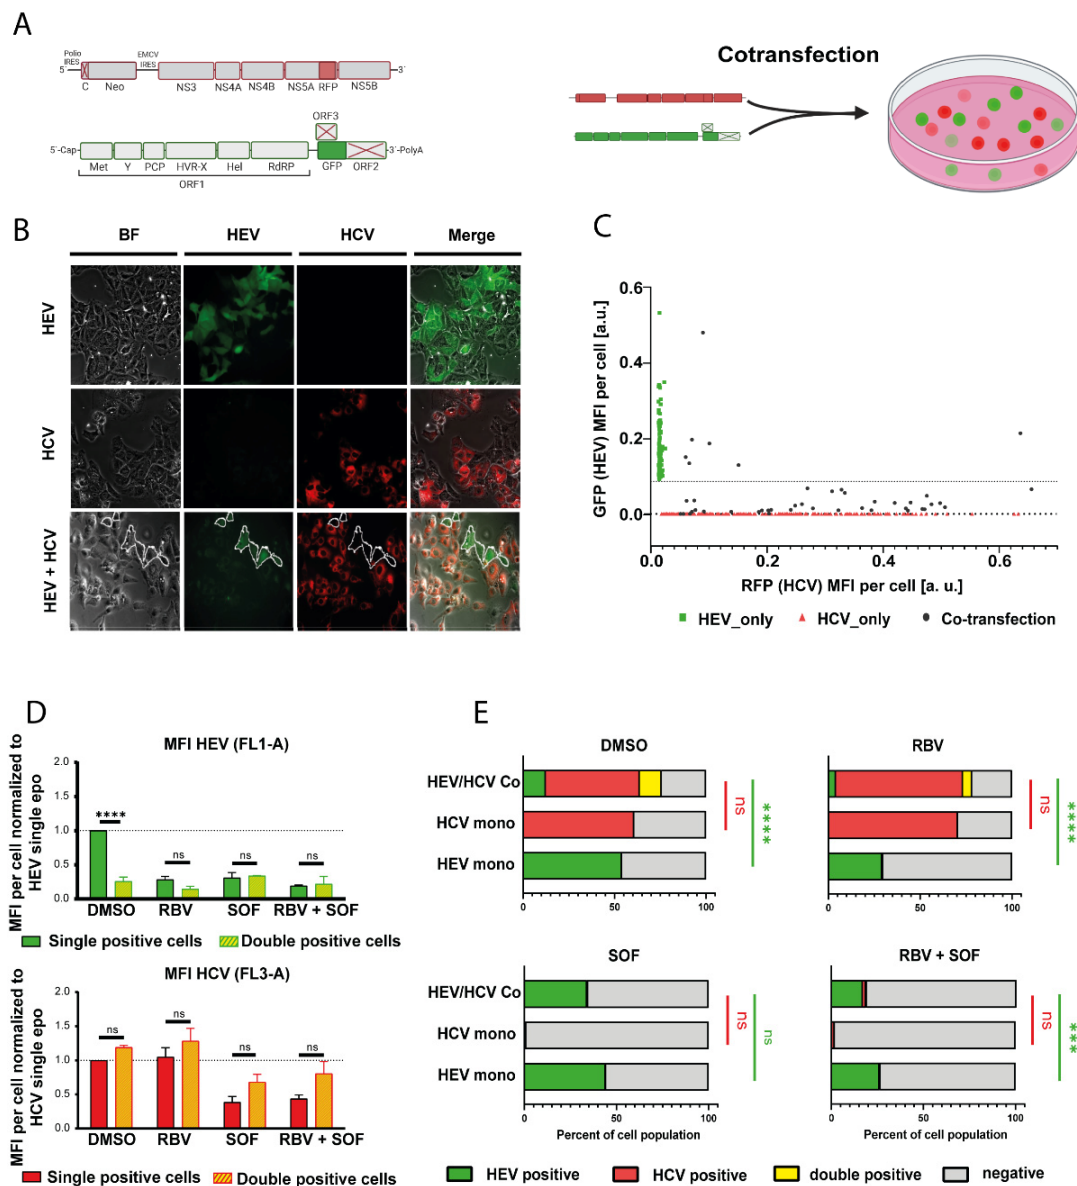 A
Polio
IRES
EMCV
IRES
5´
3´
C Neo NS3 NS4A NS4B NS5A RFP NS5B
ORF3
5´-Cap
3´-PolyA
Met Y PCP HVR-X Hel RdRP GFP ORF2
ORF1
Cotransfection
B
BF HEV HCV Merge
HEV
HCV
HEV + HCV
C
GFP (HEV) MFI per cell [a.u.]
0.6
0.4
0.2
0.0
0.0 0.2 0.4 0.6
RFP (HCV) MFI per cell [a. u.]
HEV_only HCV_only Co-transfection
D
MFI HEV (FL1-A)
MFI per cell normalized to
HEV single epo
2.0
1.5
1.0
0.5
0.0
**** ns ns ns
DMSO RBV SOF RBV + SOF
Single positive cells Double positive cells
MFI HCV (FL3-A)
MFI per cell normalized to
HCV single epo
2.0
1.5
1.0
0.5
0.0
ns ns ns ns
DMSO RBV SOF RBV + SOF
Single positive cells Double positive cells
E
DMSO
HEV/HCV Co
HCV mono
HEV mono
0 50 100
ns ****
RBV
0 50 100
ns ****
SOF
HEV/HCV Co
HCV mono
HEV mono
0 50 100
Percent of cell population
ns ns
RBV + SOF
0 50 100
Percent of cell population
ns ***
HEV positive HCV positive double positive negative